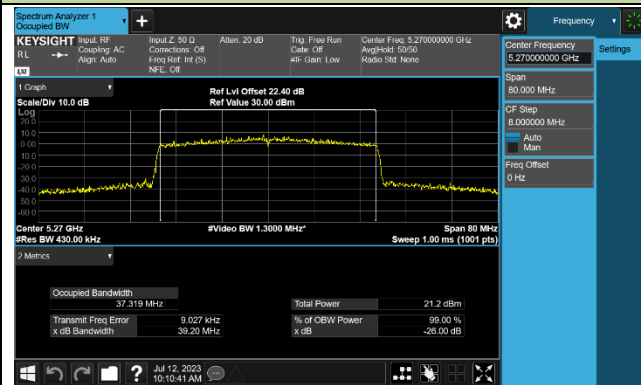 Spectrum Analyzer 1
Occupied BW
Frequency
KEYSIGHT
RL
LXI
Input: RF
Coupling: AC
Align: Auto
Input Z: 50 Ω
Corrections: Off
Freq Ref: Int (S)
NFE: Off
Atten: 20 dB
Trig: Free Run
Gate: Off
#IF Gain: Low
Center Freq: 5.270000000 GHz
Avg|Hold: 50/50
Radio Std: None
Center Frequency
5.270000000 GHz
Settings
Span
80.000 MHz
CF Step
8.000000 MHz
Auto
Man
Freq Offset
0 Hz
1 Graph
Scale/Div 10.0 dB
Ref Lvl Offset 22.40 dB
Ref Value 30.00 dBm
Log
20.0
10.0
0.00
-10.0
-20.0
-30.0
-40.0
-50.0
-60.0
Center 5.27 GHz
#Res BW 430.00 kHz
#Video BW 1.3000 MHz*
Span 80 MHz
Sweep 1.00 ms (1001 pts)
2 Metrics
Occupied Bandwidth
37.319 MHz
Total Power 21.2 dBm
Transmit Freq Error 9.027 kHz
% of OBW Power 99.00 %
x dB Bandwidth 39.20 MHz
x dB -26.00 dB
?
Jul 12, 2023
10:10:41 AM